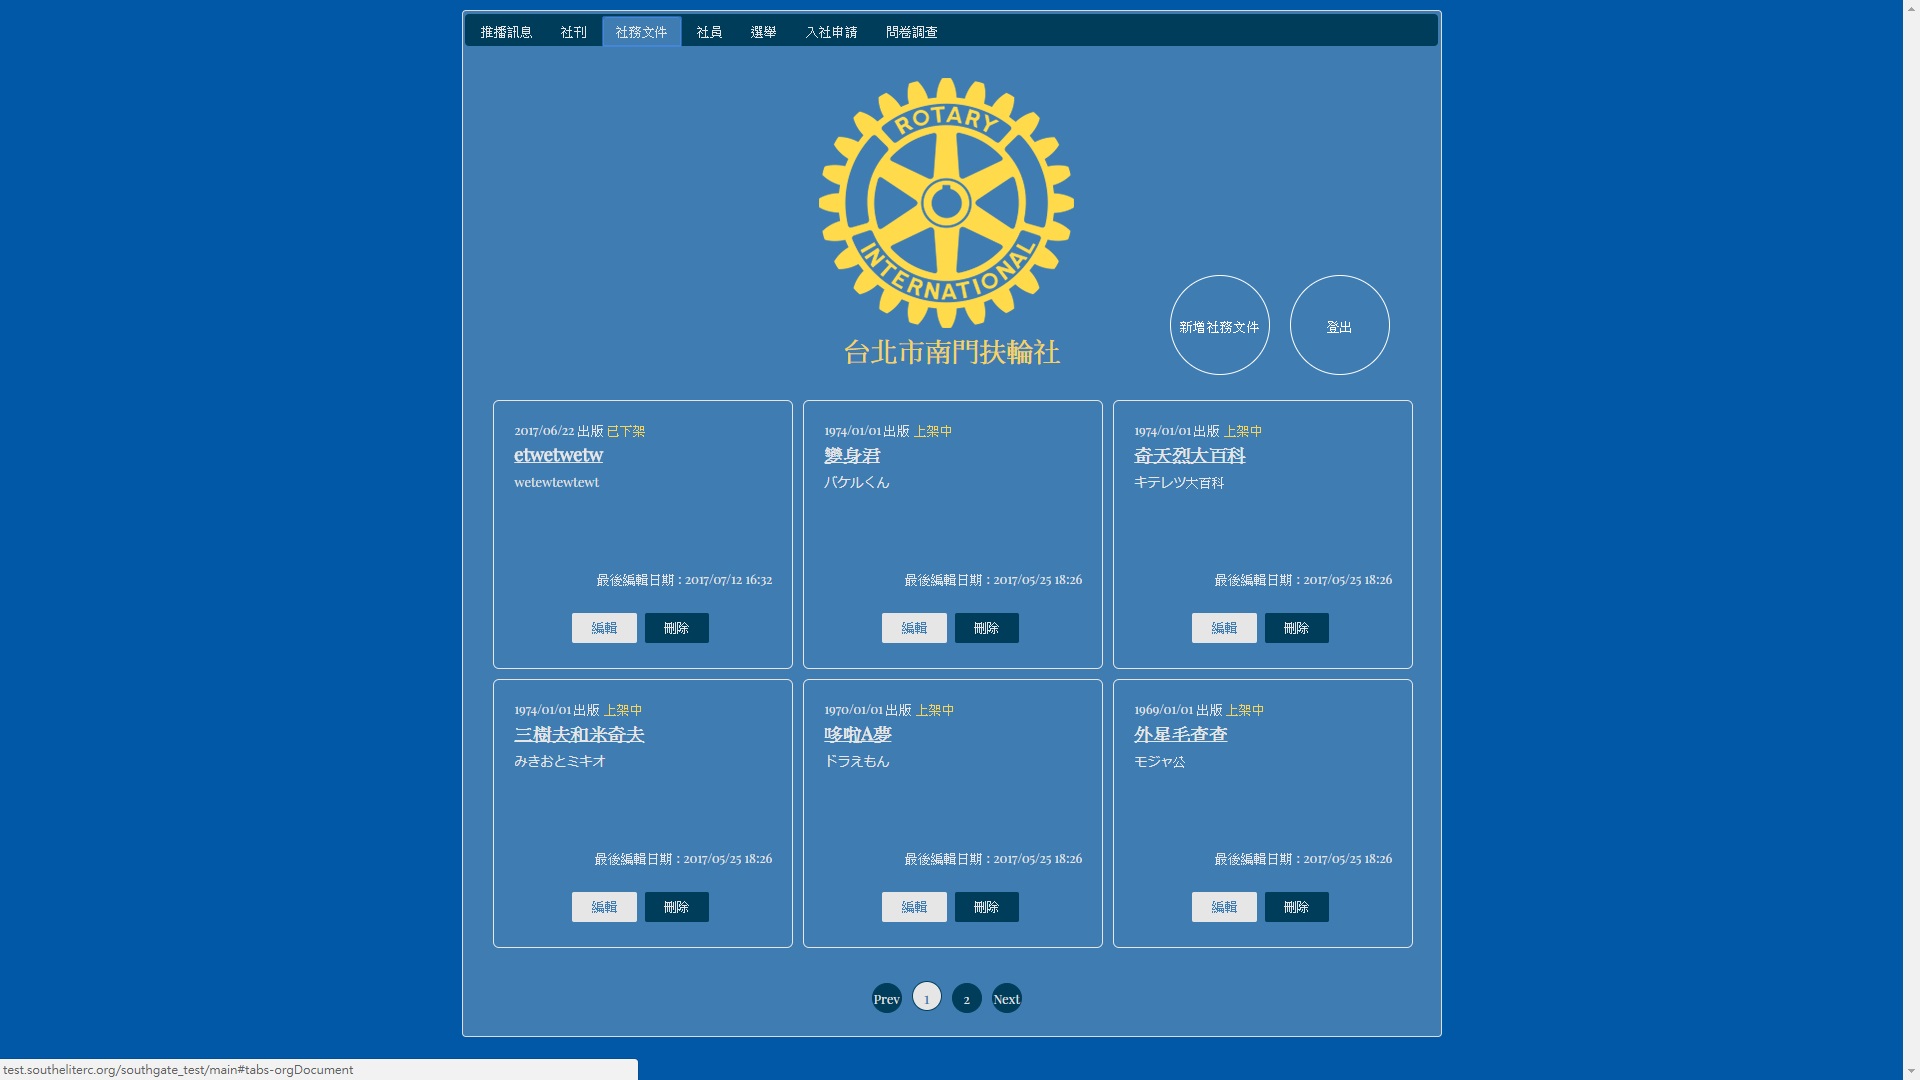 推播訊息 社刊 社務文件 社員 選舉 入社申請 問卷調查
ROTARY
INTERNATIONAL
台北市南門扶輪社
新增社務文件 登出
2017/06/22 出版 已下架
etwetwetw
wetewtewtewt
最後編輯日期 : 2017/07/12 16:32
編輯 刪除
1974/01/01 出版 上架中
變身君
バケルくん
最後編輯日期 : 2017/05/25 18:26
編輯 刪除
1974/01/01 出版 上架中
奇天烈大百科
キテレツ大百科
最後編輯日期 : 2017/05/25 18:26
編輯 刪除
1974/01/01 出版 上架中
三樹夫和米奇夫
みきおとミキオ
最後編輯日期 : 2017/05/25 18:26
編輯 刪除
1970/01/01 出版 上架中
哆啦A夢
ドラえもん
最後編輯日期 : 2017/05/25 18:26
編輯 刪除
1969/01/01 出版 上架中
外星毛查查
モジャ公
最後編輯日期 : 2017/05/25 18:26
編輯 刪除
Prev 1 2 Next
test.southeliterc.org/southgate_test/main#tabs-orgDocument